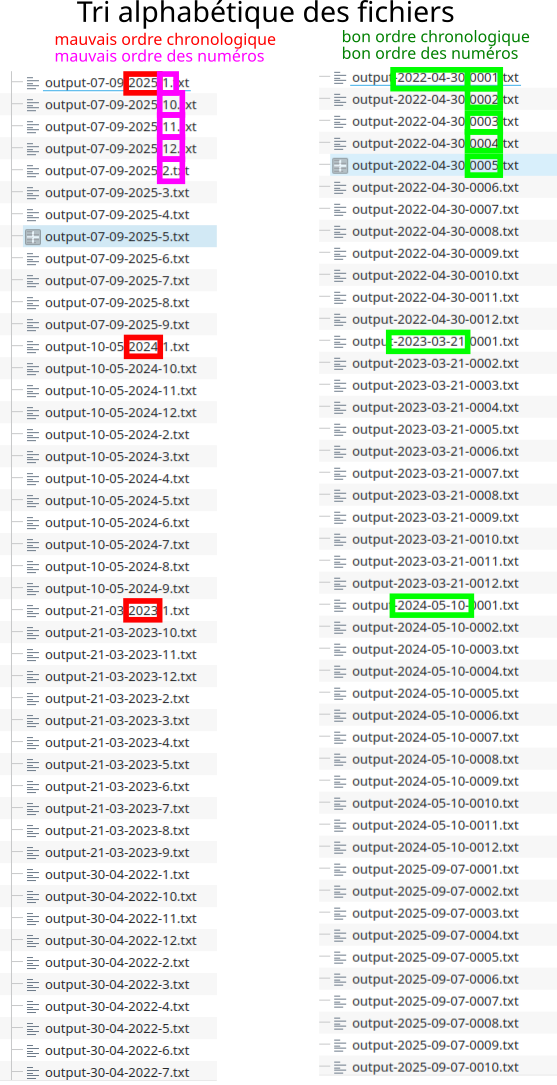 Tri alphabétique des fichiers
mauvais ordre chronologique
mauvais ordre des numéros
output-07-09-2025-1.txt
output-07-09-2025-10.txt
output-07-09-2025-11.txt
output-07-09-2025-12.txt
output-07-09-2025-2.txt
output-07-09-2025-3.txt
output-07-09-2025-4.txt
output-07-09-2025-5.txt
output-07-09-2025-6.txt
output-07-09-2025-7.txt
output-07-09-2025-8.txt
output-07-09-2025-9.txt
output-10-05-2024-1.txt
output-10-05-2024-10.txt
output-10-05-2024-11.txt
output-10-05-2024-12.txt
output-10-05-2024-2.txt
output-10-05-2024-3.txt
output-10-05-2024-4.txt
output-10-05-2024-5.txt
output-10-05-2024-6.txt
output-10-05-2024-7.txt
output-10-05-2024-8.txt
output-10-05-2024-9.txt
output-21-03-2023-1.txt
output-21-03-2023-10.txt
output-21-03-2023-11.txt
output-21-03-2023-12.txt
output-21-03-2023-2.txt
output-21-03-2023-3.txt
output-21-03-2023-4.txt
output-21-03-2023-5.txt
output-21-03-2023-6.txt
output-21-03-2023-7.txt
output-21-03-2023-8.txt
output-21-03-2023-9.txt
output-30-04-2022-1.txt
output-30-04-2022-10.txt
output-30-04-2022-11.txt
output-30-04-2022-12.txt
output-30-04-2022-2.txt
output-30-04-2022-3.txt
output-30-04-2022-4.txt
output-30-04-2022-5.txt
output-30-04-2022-6.txt
output-30-04-2022-7.txt
bon ordre chronologique
bon ordre des numéros
output-2022-04-30-0001.txt
output-2022-04-30-0002.txt
output-2022-04-30-0003.txt
output-2022-04-30-0004.txt
output-2022-04-30-0005.txt
output-2022-04-30-0006.txt
output-2022-04-30-0007.txt
output-2022-04-30-0008.txt
output-2022-04-30-0009.txt
output-2022-04-30-0010.txt
output-2022-04-30-0011.txt
output-2022-04-30-0012.txt
output-2023-03-21-0001.txt
output-2023-03-21-0002.txt
output-2023-03-21-0003.txt
output-2023-03-21-0004.txt
output-2023-03-21-0005.txt
output-2023-03-21-0006.txt
output-2023-03-21-0007.txt
output-2023-03-21-0008.txt
output-2023-03-21-0009.txt
output-2023-03-21-0010.txt
output-2023-03-21-0011.txt
output-2023-03-21-0012.txt
output-2024-05-10-0001.txt
output-2024-05-10-0002.txt
output-2024-05-10-0003.txt
output-2024-05-10-0004.txt
output-2024-05-10-0005.txt
output-2024-05-10-0006.txt
output-2024-05-10-0007.txt
output-2024-05-10-0008.txt
output-2024-05-10-0009.txt
output-2024-05-10-0010.txt
output-2024-05-10-0011.txt
output-2024-05-10-0012.txt
output-2025-09-07-0001.txt
output-2025-09-07-0002.txt
output-2025-09-07-0003.txt
output-2025-09-07-0004.txt
output-2025-09-07-0005.txt
output-2025-09-07-0006.txt
output-2025-09-07-0007.txt
output-2025-09-07-0008.txt
output-2025-09-07-0009.txt
output-2025-09-07-0010.txt